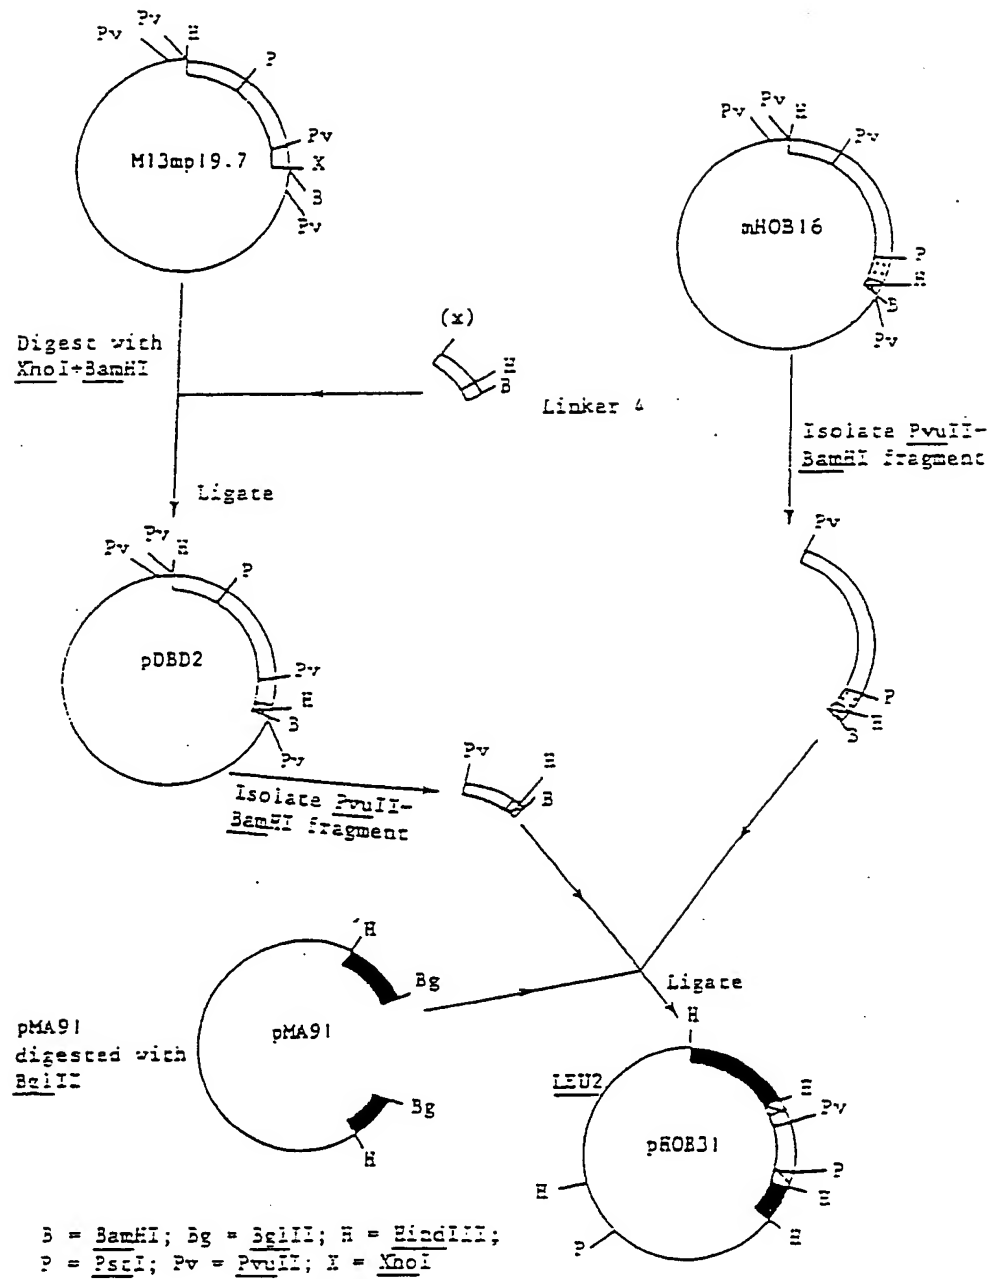 Pv
Pv
H
P
Pv
X
B
Pv
M13mp19.7
Pv
Pv
H
Pv
mHOB16
P
H
B
Pv
Digest with
XhoI+BamHI
(x)
H
B
Linker 4
Isolate PvuII-
BamHI fragment
Ligate
Pv
Pv
H
P
pDBD2
Pv
H
B
Pv
Pv
P
H
B
Isolate PvuII-
BamHI fragment
Pv
H
B
H
Bg
pMA91
pMA91
digested with
BglII
Bg
H
Ligate
H
LEU2
H
Pv
pHOB31
P
H
H
H
P
B = BamHI; Bg = BglII; H = HindIII;
P = PstI; Pv = PvuII; X = XhoI